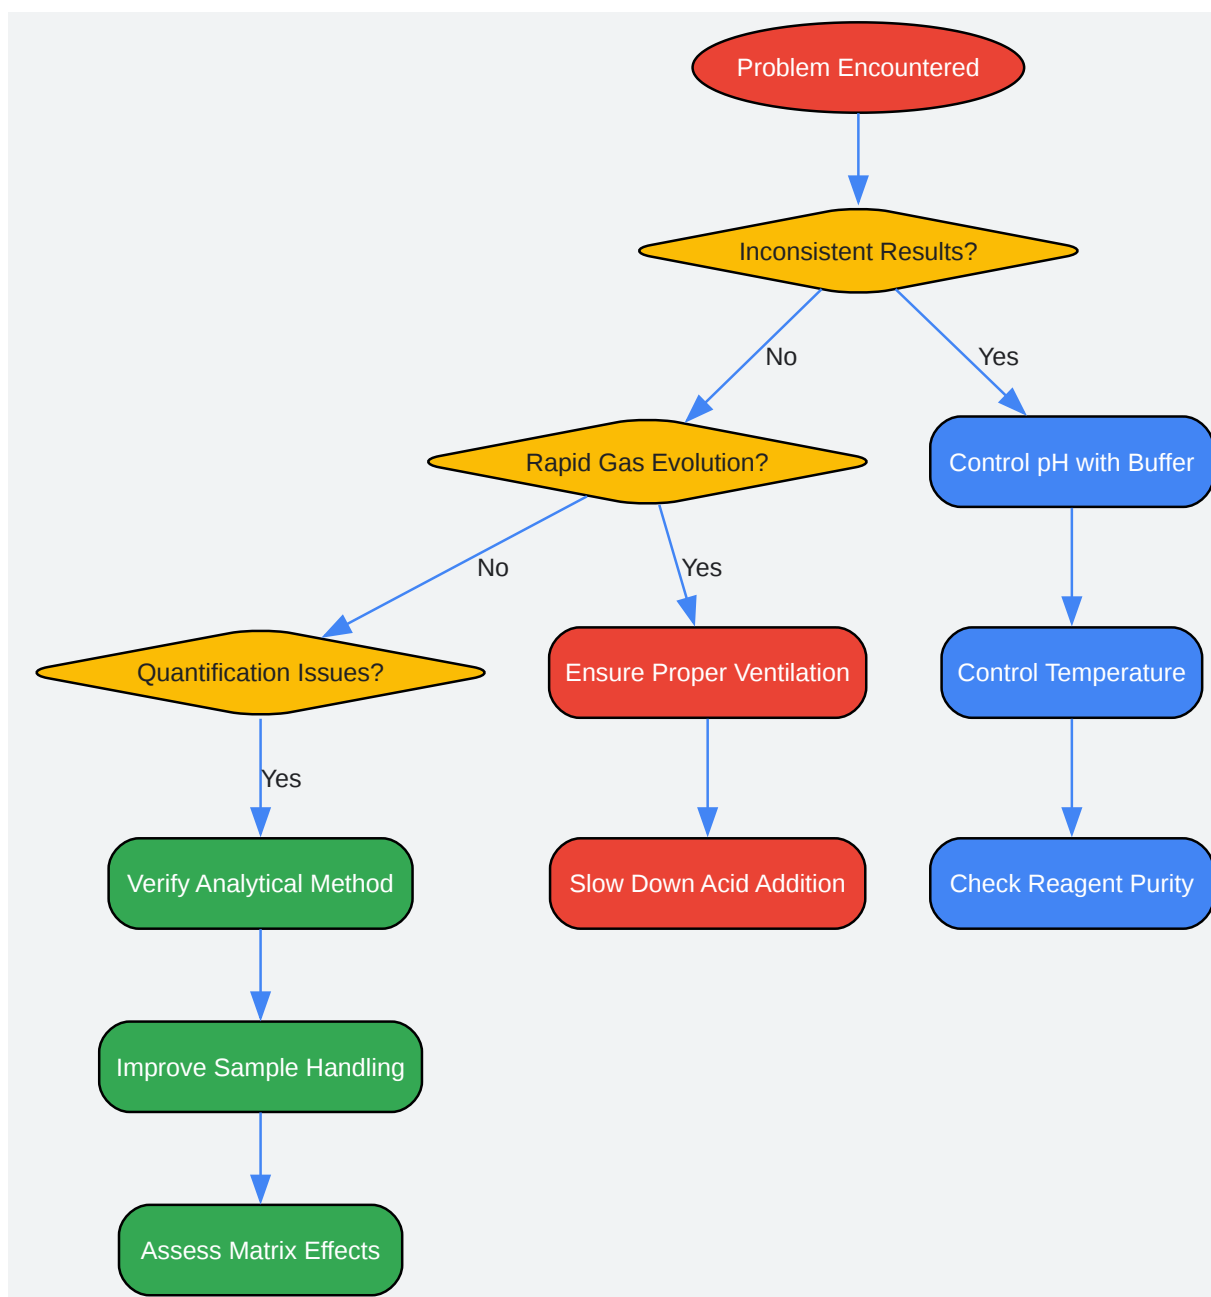 Problem Encountered
Inconsistent Results?
No
Yes
Rapid Gas Evolution?
Control pH with Buffer
No
Yes
Quantification Issues?
Ensure Proper Ventilation
Control Temperature
Yes
Verify Analytical Method
Slow Down Acid Addition
Check Reagent Purity
Improve Sample Handling
Assess Matrix Effects